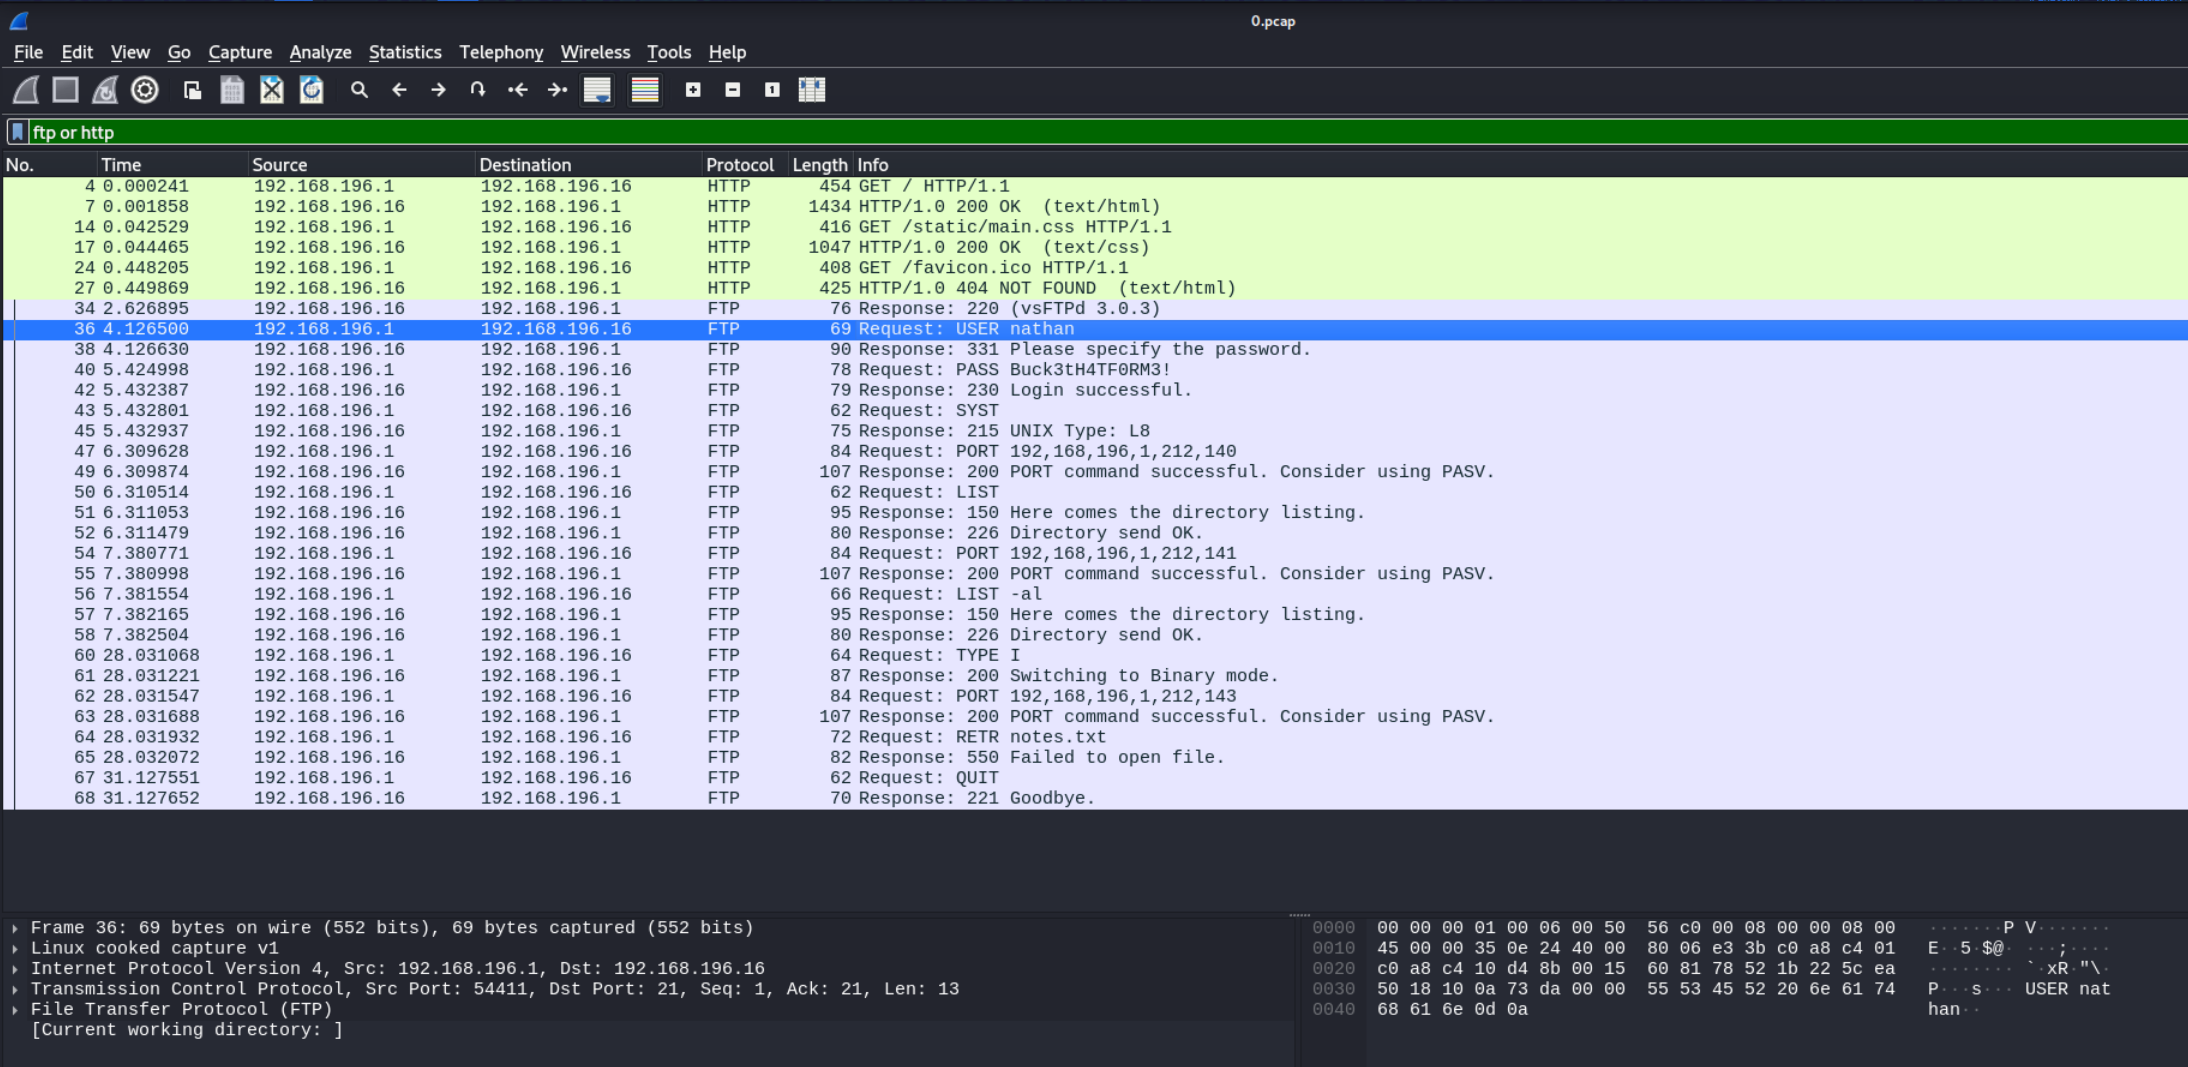 0.pcap
File Edit View Go Capture Analyze Statistics Telephony Wireless Tools Help
ftp or http
No. Time Source Destination Protocol Length Info
4 0.000241 192.168.196.1 192.168.196.16 HTTP 454 GET / HTTP/1.1
7 0.001858 192.168.196.16 192.168.196.1 HTTP 1434 HTTP/1.0 200 OK (text/html)
14 0.042529 192.168.196.1 192.168.196.16 HTTP 416 GET /static/main.css HTTP/1.1
17 0.044465 192.168.196.16 192.168.196.1 HTTP 1047 HTTP/1.0 200 OK (text/css)
24 0.448205 192.168.196.1 192.168.196.16 HTTP 408 GET /favicon.ico HTTP/1.1
27 0.449869 192.168.196.16 192.168.196.1 HTTP 425 HTTP/1.0 404 NOT FOUND (text/html)
34 2.626895 192.168.196.16 192.168.196.1 FTP 76 Response: 220 (vsFTPd 3.0.3)
36 4.126500 192.168.196.1 192.168.196.16 FTP 69 Request: USER nathan
38 4.126630 192.168.196.16 192.168.196.1 FTP 90 Response: 331 Please specify the password.
40 5.424998 192.168.196.1 192.168.196.16 FTP 78 Request: PASS Buck3tH4TF0RM3!
42 5.432387 192.168.196.16 192.168.196.1 FTP 79 Response: 230 Login successful.
43 5.432801 192.168.196.1 192.168.196.16 FTP 62 Request: SYST
45 5.432937 192.168.196.16 192.168.196.1 FTP 75 Response: 215 UNIX Type: L8
47 6.309628 192.168.196.1 192.168.196.16 FTP 84 Request: PORT 192,168,196,1,212,140
49 6.309874 192.168.196.16 192.168.196.1 FTP 107 Response: 200 PORT command successful. Consider using PASV.
50 6.310514 192.168.196.1 192.168.196.16 FTP 62 Request: LIST
51 6.311053 192.168.196.16 192.168.196.1 FTP 95 Response: 150 Here comes the directory listing.
52 6.311479 192.168.196.16 192.168.196.1 FTP 80 Response: 226 Directory send OK.
54 7.380771 192.168.196.1 192.168.196.16 FTP 84 Request: PORT 192,168,196,1,212,141
55 7.380998 192.168.196.16 192.168.196.1 FTP 107 Response: 200 PORT command successful. Consider using PASV.
56 7.381554 192.168.196.1 192.168.196.16 FTP 66 Request: LIST -al
57 7.382165 192.168.196.16 192.168.196.1 FTP 95 Response: 150 Here comes the directory listing.
58 7.382504 192.168.196.16 192.168.196.1 FTP 80 Response: 226 Directory send OK.
60 28.031068 192.168.196.1 192.168.196.16 FTP 64 Request: TYPE I
61 28.031221 192.168.196.16 192.168.196.1 FTP 87 Response: 200 Switching to Binary mode.
62 28.031547 192.168.196.1 192.168.196.16 FTP 84 Request: PORT 192,168,196,1,212,143
63 28.031688 192.168.196.16 192.168.196.1 FTP 107 Response: 200 PORT command successful. Consider using PASV.
64 28.031932 192.168.196.1 192.168.196.16 FTP 72 Request: RETR notes.txt
65 28.032072 192.168.196.16 192.168.196.1 FTP 82 Response: 550 Failed to open file.
67 31.127551 192.168.196.1 192.168.196.16 FTP 62 Request: QUIT
68 31.127652 192.168.196.16 192.168.196.1 FTP 70 Response: 221 Goodbye.
Frame 36: 69 bytes on wire (552 bits), 69 bytes captured (552 bits)
Linux cooked capture v1
Internet Protocol Version 4, Src: 192.168.196.1, Dst: 192.168.196.16
Transmission Control Protocol, Src Port: 54411, Dst Port: 21, Seq: 1, Ack: 21, Len: 13
File Transfer Protocol (FTP)
[Current working directory: ]
0000 00 00 00 01 00 06 00 50 56 c0 00 08 00 00 08 00 ·······P V·······
0010 45 00 00 35 0e 24 40 00 80 06 e3 3b c0 a8 c4 01 E··5·$@· ···;····
0020 c0 a8 c4 10 d4 8b 00 15 60 81 78 52 1b 22 5c ea ········ `·xR·"\·
0030 50 18 10 0a 73 da 00 00 55 53 45 52 20 6e 61 74 P···s··· USER nat
0040 68 61 6e 0d 0a han··